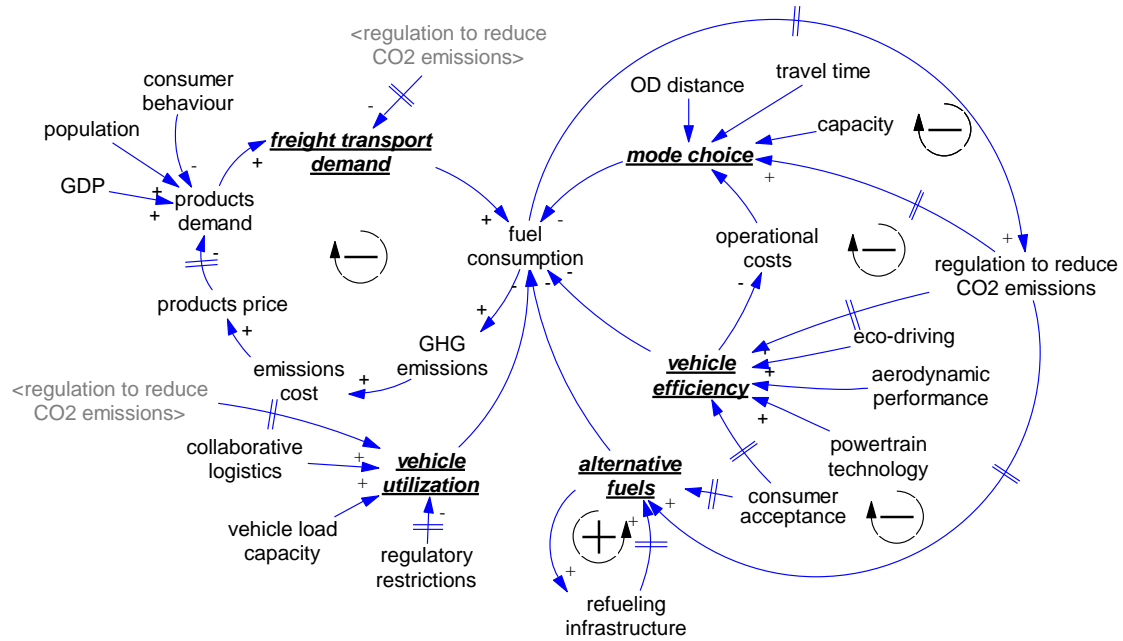 <regulation to reduce
CO2 emissions>
consumer
behaviour
population
GDP
products
demand
freight transport
demand
OD distance
travel time
capacity
mode choice
fuel
consumption
operational
costs
regulation to reduce
CO2 emissions
products price
GHG
emissions
emissions
cost
eco-driving
vehicle
efficiency
aerodynamic
performance
powertrain
technology
<regulation to reduce
CO2 emissions>
collaborative
logistics
vehicle
utilization
alternative
fuels
consumer
acceptance
vehicle load
capacity
regulatory
restrictions
refueling
infrastructure